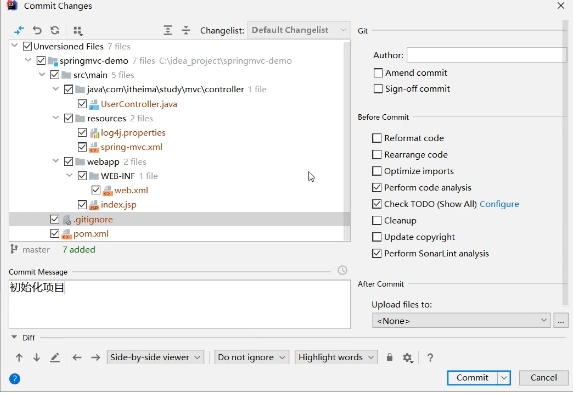 Commit Changes
Changelist: Default Changelist
Unversioned Files 7 files
springmvc-demo 7 files C:\idea_project\springmvc-demo
src\main 5 files
java\com\itheima\study\mvc\controller 1 file
UserController.java
resources 2 files
log4j.properties
spring-mvc.xml
webapp 2 files
WEB-INF 1 file
web.xml
index.jsp
.gitignore
pom.xml
master 7 added
Commit Message
初始化项目
Git
Author:
Amend commit
Sign-off commit
Before Commit
Reformat code
Rearrange code
Optimize imports
Perform code analysis
Check TODO (Show All) Configure
Cleanup
Update copyright
Perform SonarLint analysis
After Commit
Upload files to:
<None>
...
Diff
Side-by-side viewer Do not ignore Highlight words ?
? Commit Cancel